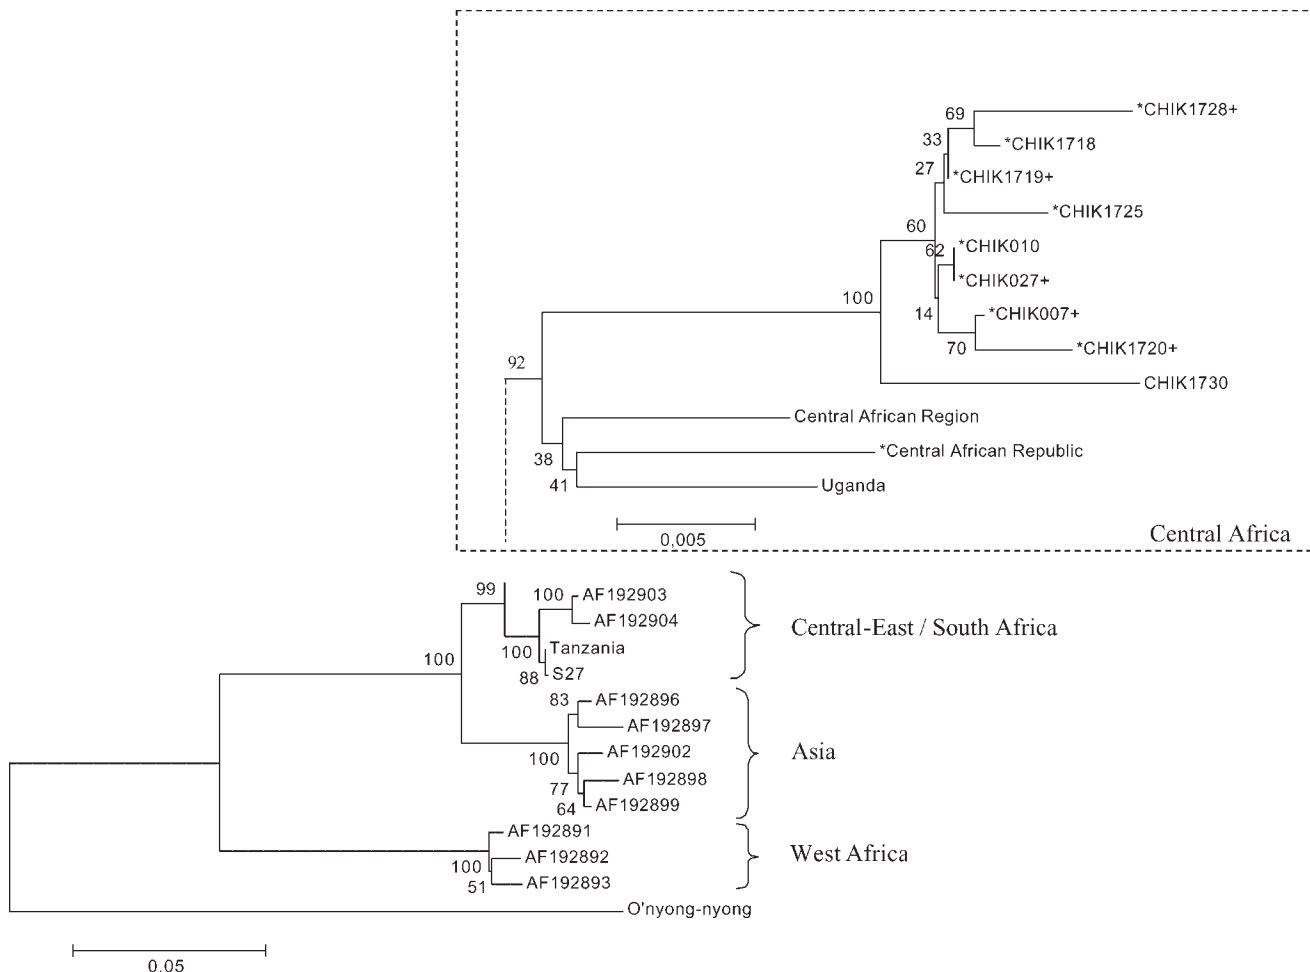 *CHIK1728+
69
33
*CHIK1718
27
*CHIK1719+
*CHIK1725
60
62
*CHIK010
*CHIK027+
100
14
*CHIK007+
70
*CHIK1720+
92
CHIK1730
Central African Region
38
*Central African Republic
41
Uganda
0,005
Central Africa
99
100
AF192903
AF192904
Central-East / South Africa
100
100
Tanzania
88
S27
83
AF192896
AF192897
100
AF192902
Asia
77
AF192898
64
AF192899
AF192891
100
AF192892
West Africa
51
AF192893
O'nyong-nyong
0.05